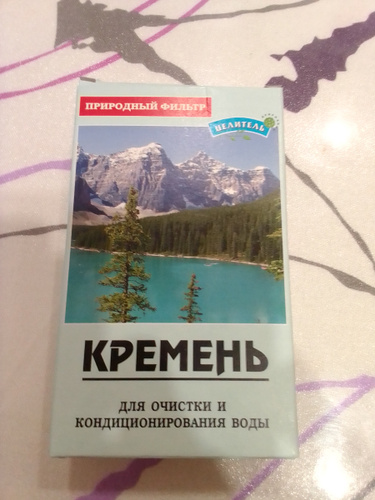 ПРИРОДНЫЙ ФИЛЬТР
ЦЕЛИТЕЛЬ
КРЕМЕНЬ
ДЛЯ ОЧИСТКИ И
КОНДИЦИОНИРОВАНИЯ ВОДЫ